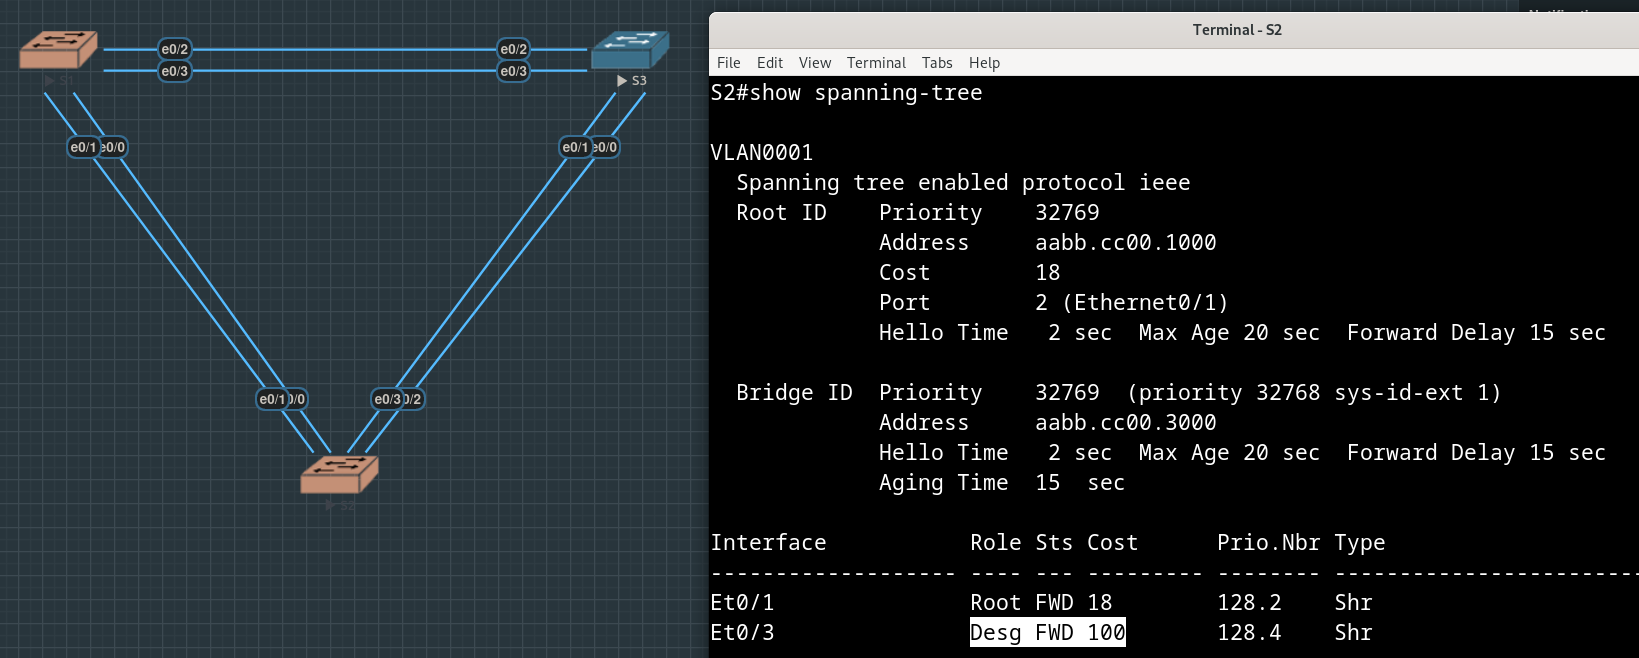 e0/2
e0/2
e0/3
e0/3
S1
S3
e0/1
e0/0
e0/1
e0/0
e0/1
0/0
e0/3
0/2
S2
Terminal - S2
File Edit View Terminal Tabs Help
S2#show spanning-tree
VLAN0001
Spanning tree enabled protocol ieee
Root ID Priority 32769
Address aabb.cc00.1000
Cost 18
Port 2 (Ethernet0/1)
Hello Time 2 sec Max Age 20 sec Forward Delay 15 sec
Bridge ID Priority 32769 (priority 32768 sys-id-ext 1)
Address aabb.cc00.3000
Hello Time 2 sec Max Age 20 sec Forward Delay 15 sec
Aging Time 15 sec
Interface Role Sts Cost Prio.Nbr Type
------------------- ---- --- --------- -------- ------------------------
Et0/1 Root FWD 18 128.2 Shr
Et0/3 Desg FWD 100 128.4 Shr